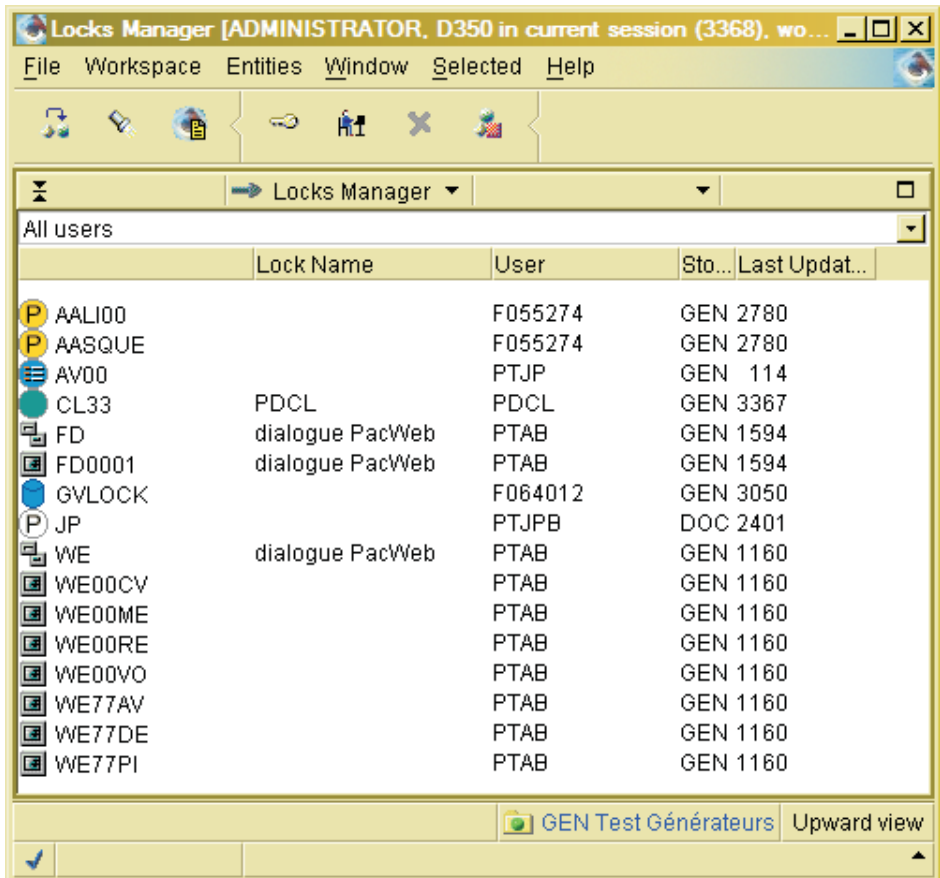 Locks Manager [ADMINISTRATOR, D350 in current session (3368), wo...
File Workspace Entities Window Selected Help
Locks Manager
All users
Lock Name User Sto... Last Updat...
P AALI00 F055274 GEN 2780
P AASQUE F055274 GEN 2780
AV00 PTJP GEN 114
CL33 PDCL PDCL GEN 3367
FD dialogue PacWeb PTAB GEN 1594
FD0001 dialogue PacWeb PTAB GEN 1594
GVLOCK F064012 GEN 3050
P JP PTJPB DOC 2401
WE dialogue PacWeb PTAB GEN 1160
WE00CV PTAB GEN 1160
WE00ME PTAB GEN 1160
WE00RE PTAB GEN 1160
WE00VO PTAB GEN 1160
WE77AV PTAB GEN 1160
WE77DE PTAB GEN 1160
WE77PI PTAB GEN 1160
GEN Test Générateurs Upward view